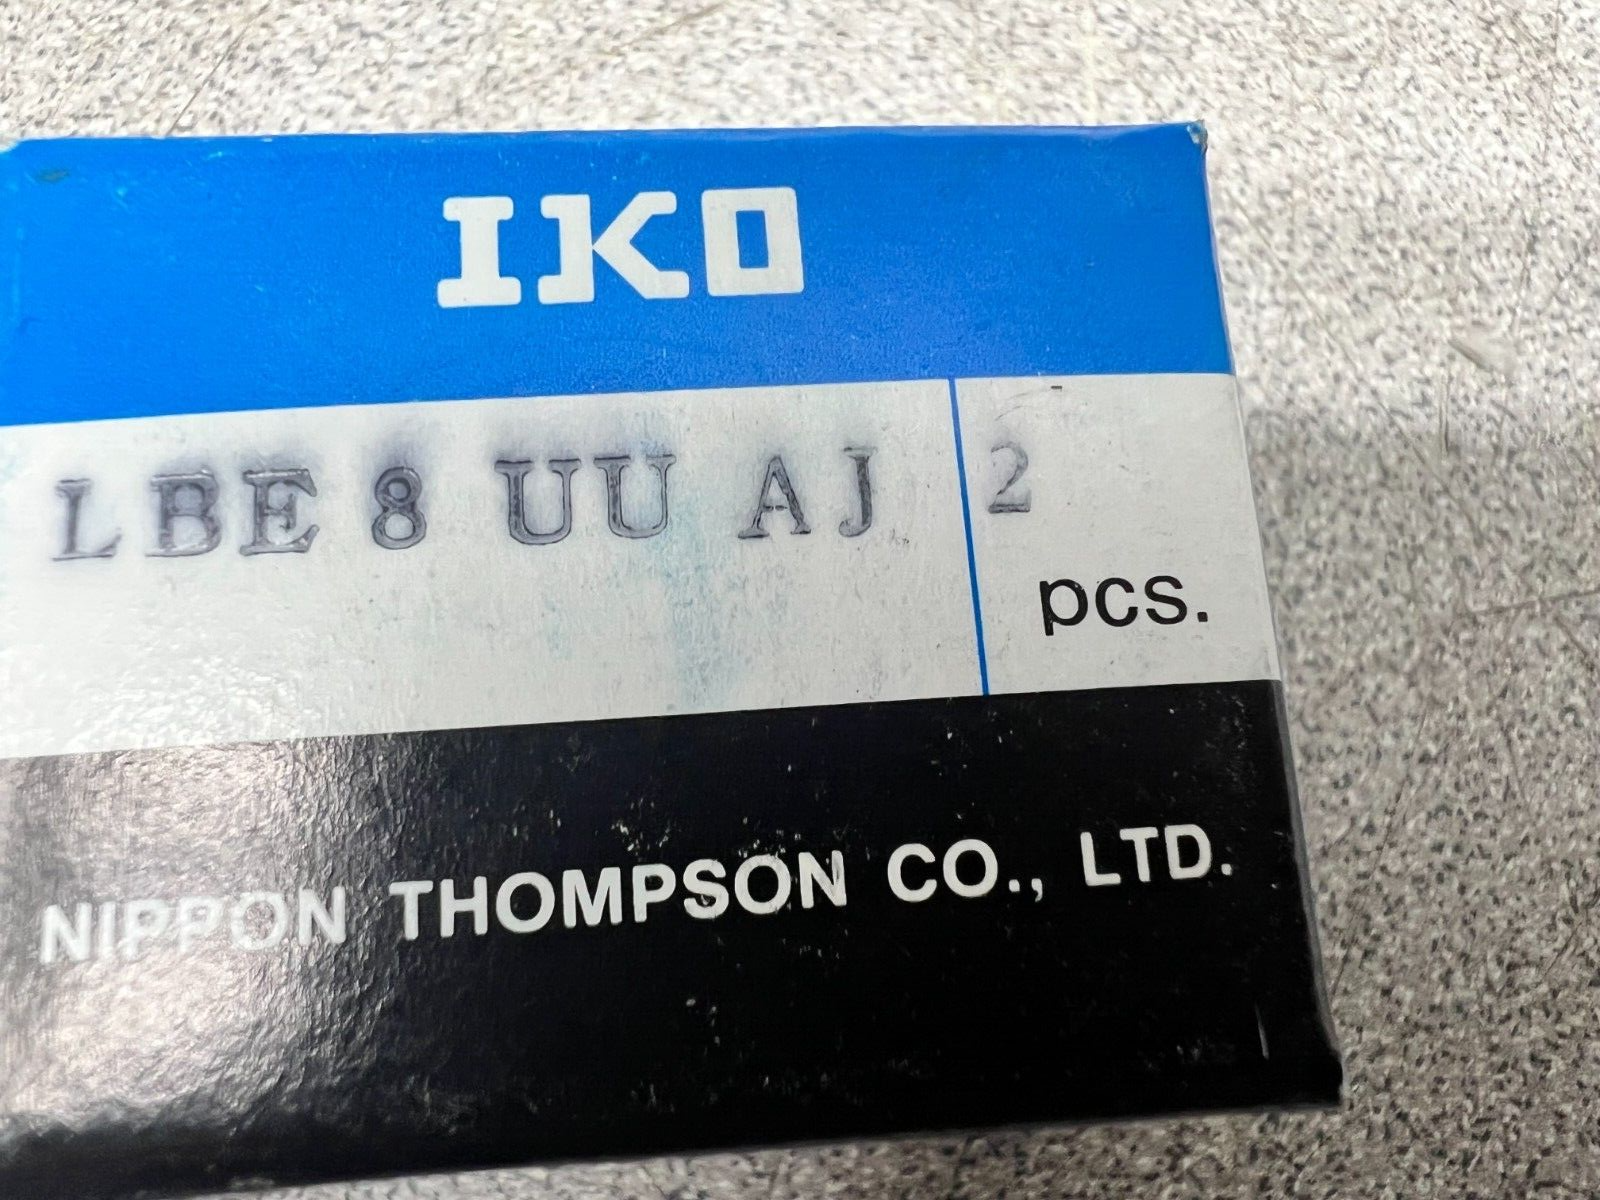 IKO
LBE 8 UU AJ 2
pcs.
NIPPON THOMPSON CO., LTD.